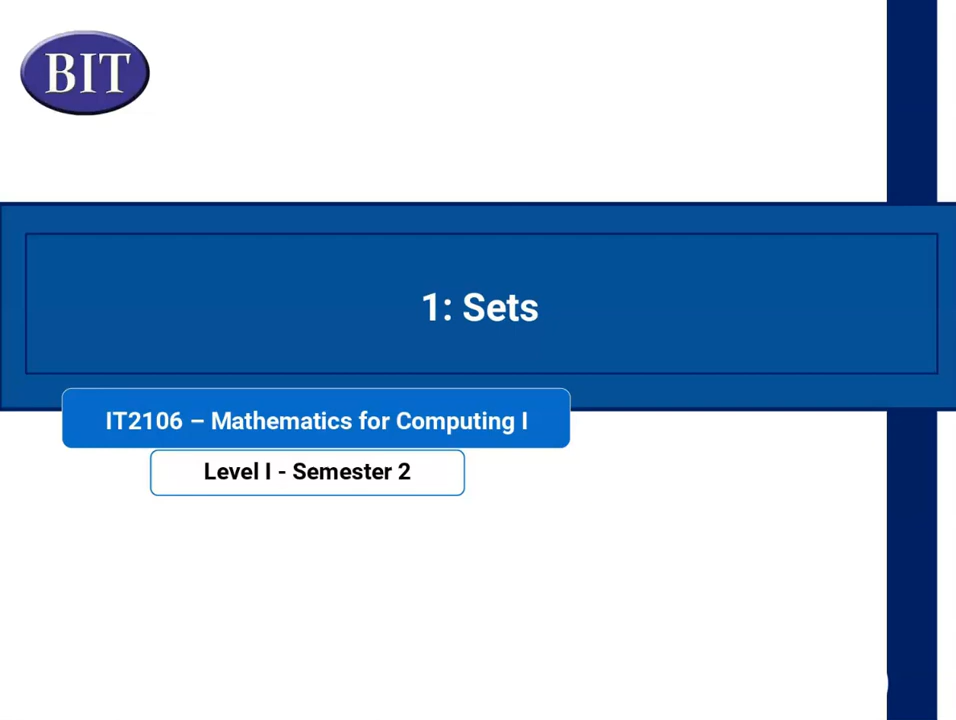 BIT
1: Sets
IT2106 – Mathematics for Computing I
Level I - Semester 2